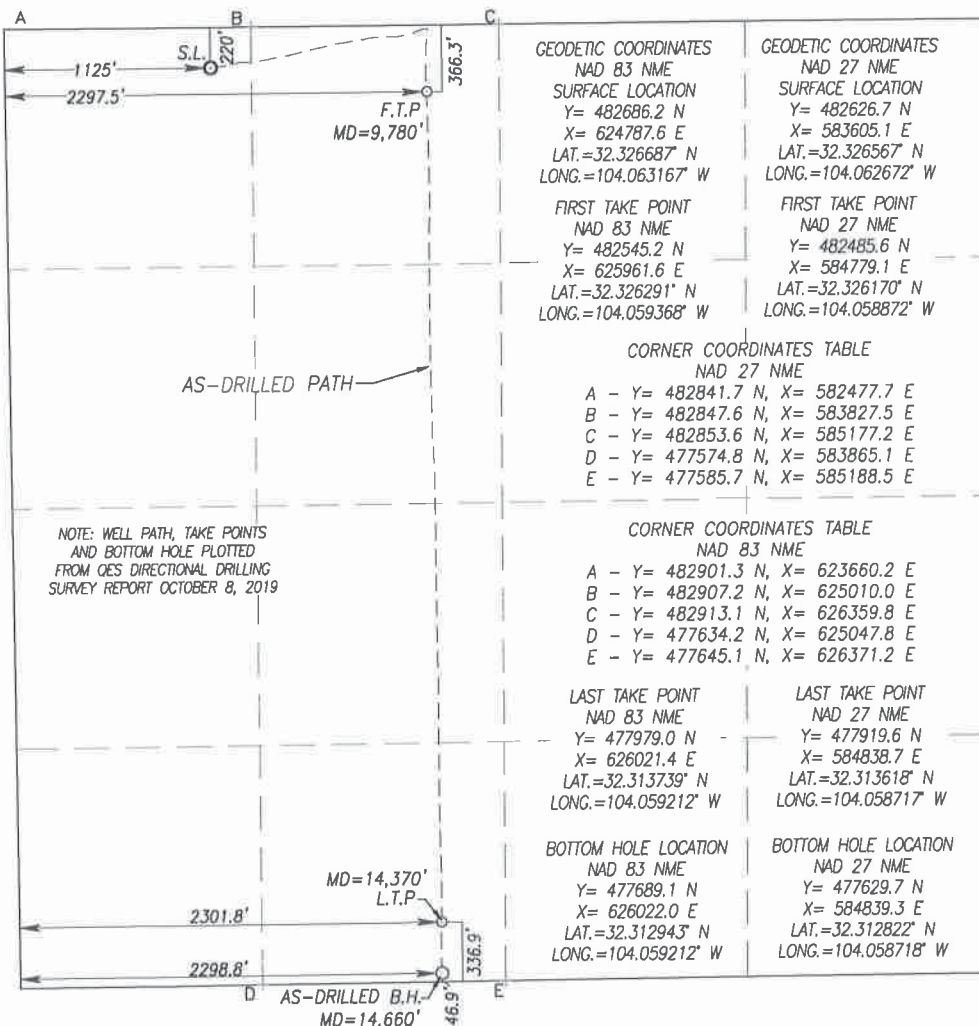 A
B
C
S.L.
220'
1125'
366.3'
2297.5'
F.T.P
MD=9,780'
GEODETIC COORDINATES
NAD 83 NME
SURFACE LOCATION
Y= 482686.2 N
X= 624787.6 E
LAT.=32.326687° N
LONG.=104.063167° W
GEODETIC COORDINATES
NAD 27 NME
SURFACE LOCATION
Y= 482626.7 N
X= 583605.1 E
LAT.=32.326567° N
LONG.=104.062672° W
FIRST TAKE POINT
NAD 83 NME
Y= 482545.2 N
X= 625961.6 E
LAT.=32.326291° N
LONG.=104.059368° W
FIRST TAKE POINT
NAD 27 NME
Y= 482485.6 N
X= 584779.1 E
LAT.=32.326170° N
LONG.=104.058872° W
AS-DRILLED PATH
CORNER COORDINATES TABLE
NAD 27 NME
A - Y= 482841.7 N, X= 582477.7 E
B - Y= 482847.6 N, X= 583827.5 E
C - Y= 482853.6 N, X= 585177.2 E
D - Y= 477574.8 N, X= 583865.1 E
E - Y= 477585.7 N, X= 585188.5 E
NOTE: WELL PATH, TAKE POINTS
AND BOTTOM HOLE PLOTTED
FROM QES DIRECTIONAL DRILLING
SURVEY REPORT OCTOBER 8, 2019
CORNER COORDINATES TABLE
NAD 83 NME
A - Y= 482901.3 N, X= 623660.2 E
B - Y= 482907.2 N, X= 625010.0 E
C - Y= 482913.1 N, X= 626359.8 E
D - Y= 477634.2 N, X= 625047.8 E
E - Y= 477645.1 N, X= 626371.2 E
LAST TAKE POINT
NAD 83 NME
Y= 477979.0 N
X= 626021.4 E
LAT.=32.313739° N
LONG.=104.059212° W
LAST TAKE POINT
NAD 27 NME
Y= 477919.6 N
X= 584838.7 E
LAT.=32.313618° N
LONG.=104.058717° W
BOTTOM HOLE LOCATION
NAD 83 NME
Y= 477689.1 N
X= 626022.0 E
LAT.=32.312943° N
LONG.=104.059212° W
BOTTOM HOLE LOCATION
NAD 27 NME
Y= 477629.7 N
X= 584839.3 E
LAT.=32.312822° N
LONG.=104.058718° W
MD=14,370'
L.T.P
2301.8'
336.9'
2298.8'
D
AS-DRILLED B.H.
MD=14,660'
46.9'
E